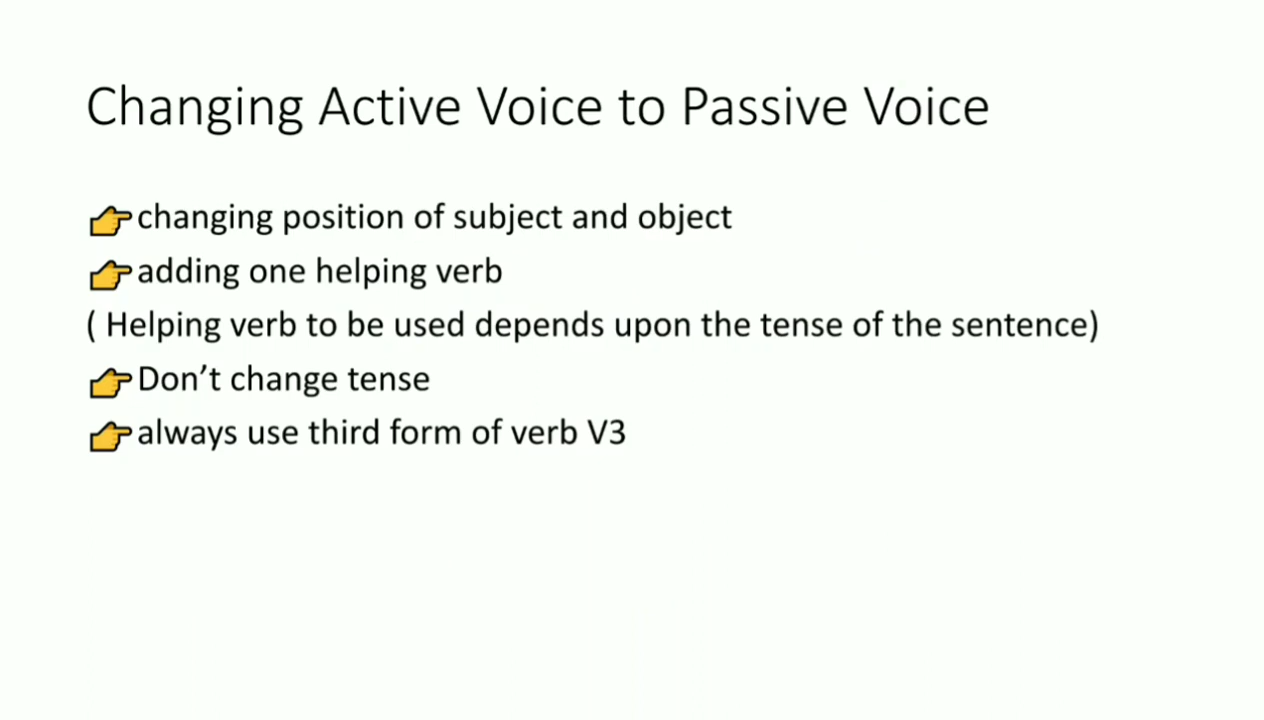 Changing Active Voice to Passive Voice
👉changing position of subject and object
👉adding one helping verb
( Helping verb to be used depends upon the tense of the sentence)
👉Don’t change tense
👉always use third form of verb V3